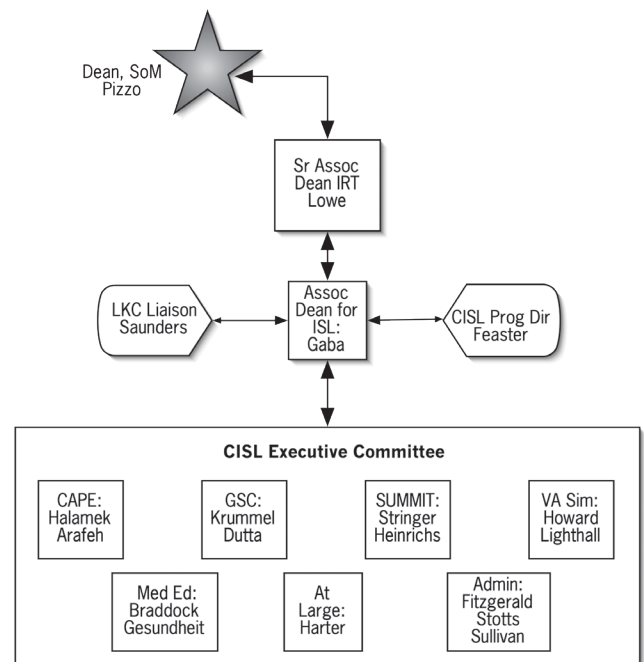 Dean, SoM
Pizzo
Sr Assoc
Dean IRT
Lowe
LKC Liaison
Saunders
Assoc
Dean for
ISL:
Gaba
CISL Prog Dir
Feaster
CISL Executive Committee
CAPE:
Halamek
Arafeh
GSC:
Krummel
Dutta
SUMMIT:
Stringer
Heinrichs
VA Sim:
Howard
Lighthall
Med Ed:
Braddock
Gesundheit
At
Large:
Harter
Admin:
Fitzgerald
Stotts
Sullivan